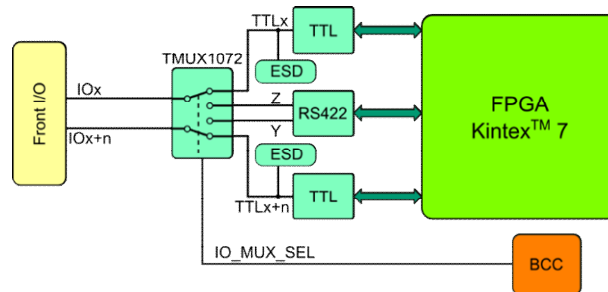 TTLx
TTL
TMUX1072
ESD
Front I/O
IOx
Z
RS422
FPGA
Kintex™ 7
IOx+n
Y
ESD
TTL
TTLx+n
IO_MUX_SEL
BCC